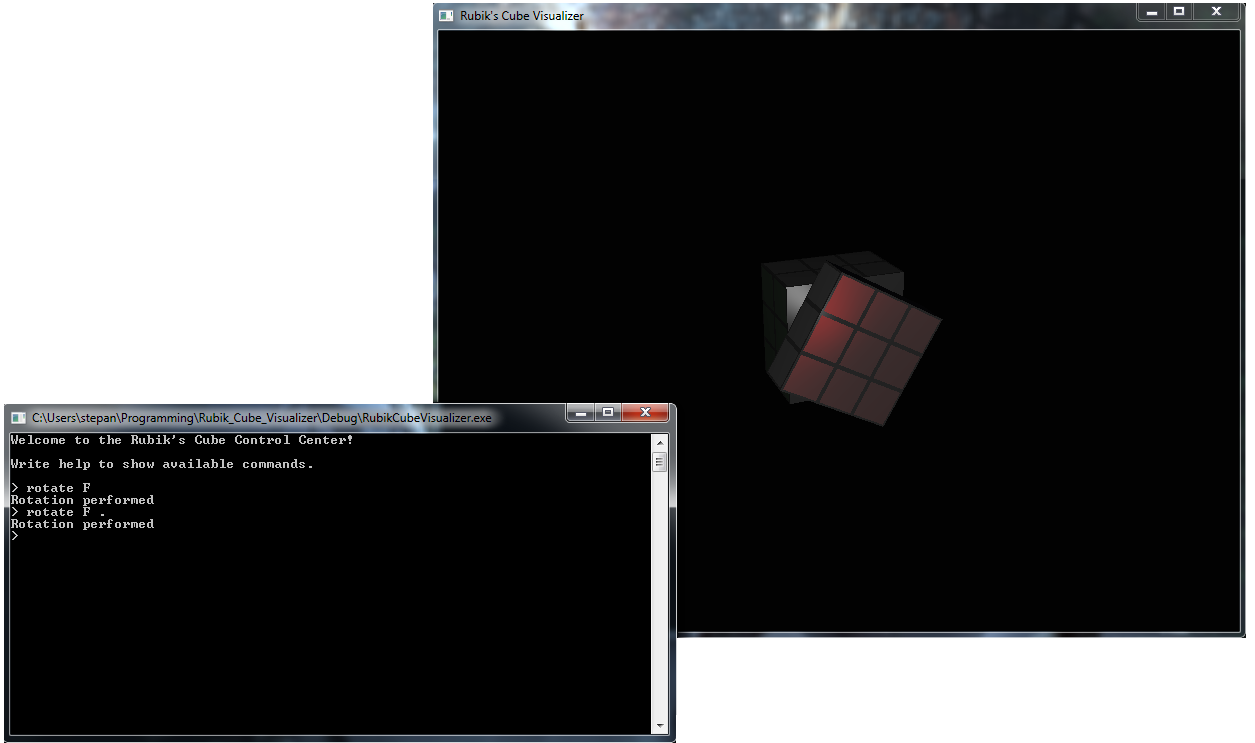 Rubik's Cube Visualizer
C:\Users\stepan\Programming\Rubik_Cube_Visualizer\Debug\RubikCubeVisualizer.exe
Welcome to the Rubik's Cube Control Center!
Write help to show available commands.
> rotate F
Rotation performed
> rotate F .
Rotation performed
>